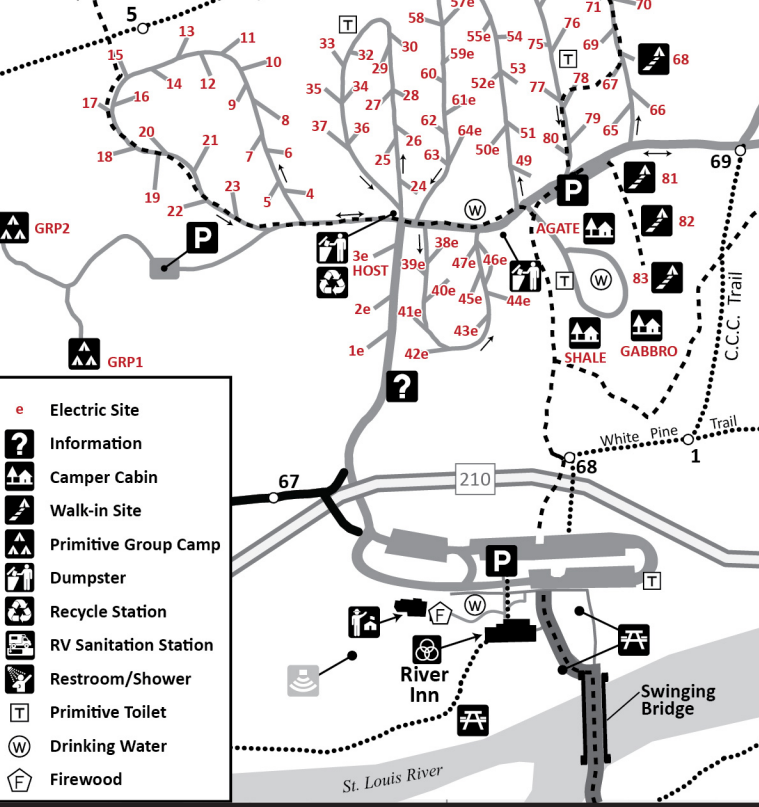 57e
71
70
5
58
T
76
13
11
33
30
55e
54
75
69
15
32
59e
T
68
10
29
53
14
12
60
52e
78
67
35
34
77
17
16
9
27
28
61e
66
8
62
79
37
36
64e
51
65
20
26
80
21
7
6
50e
69
18
25
63
49
81
23
24
P
19
5
4
22
W
82
GRP2
P
AGATE
38e
3e
HOST
39e
47e
46e
T
W
83
40e
45e
44e
2e
41e
43e
SHALE
GABBRO
C.C.C. Trail
1e
42e
GRP1
?
White Pine Trail
68
1
67
210
P
T
F
W
River
Inn
Swinging
Bridge
St. Louis River
e Electric Site
? Information
Camper Cabin
Walk-in Site
Primitive Group Camp
Dumpster
Recycle Station
RV Sanitation Station
Restroom/Shower
T Primitive Toilet
W Drinking Water
F Firewood